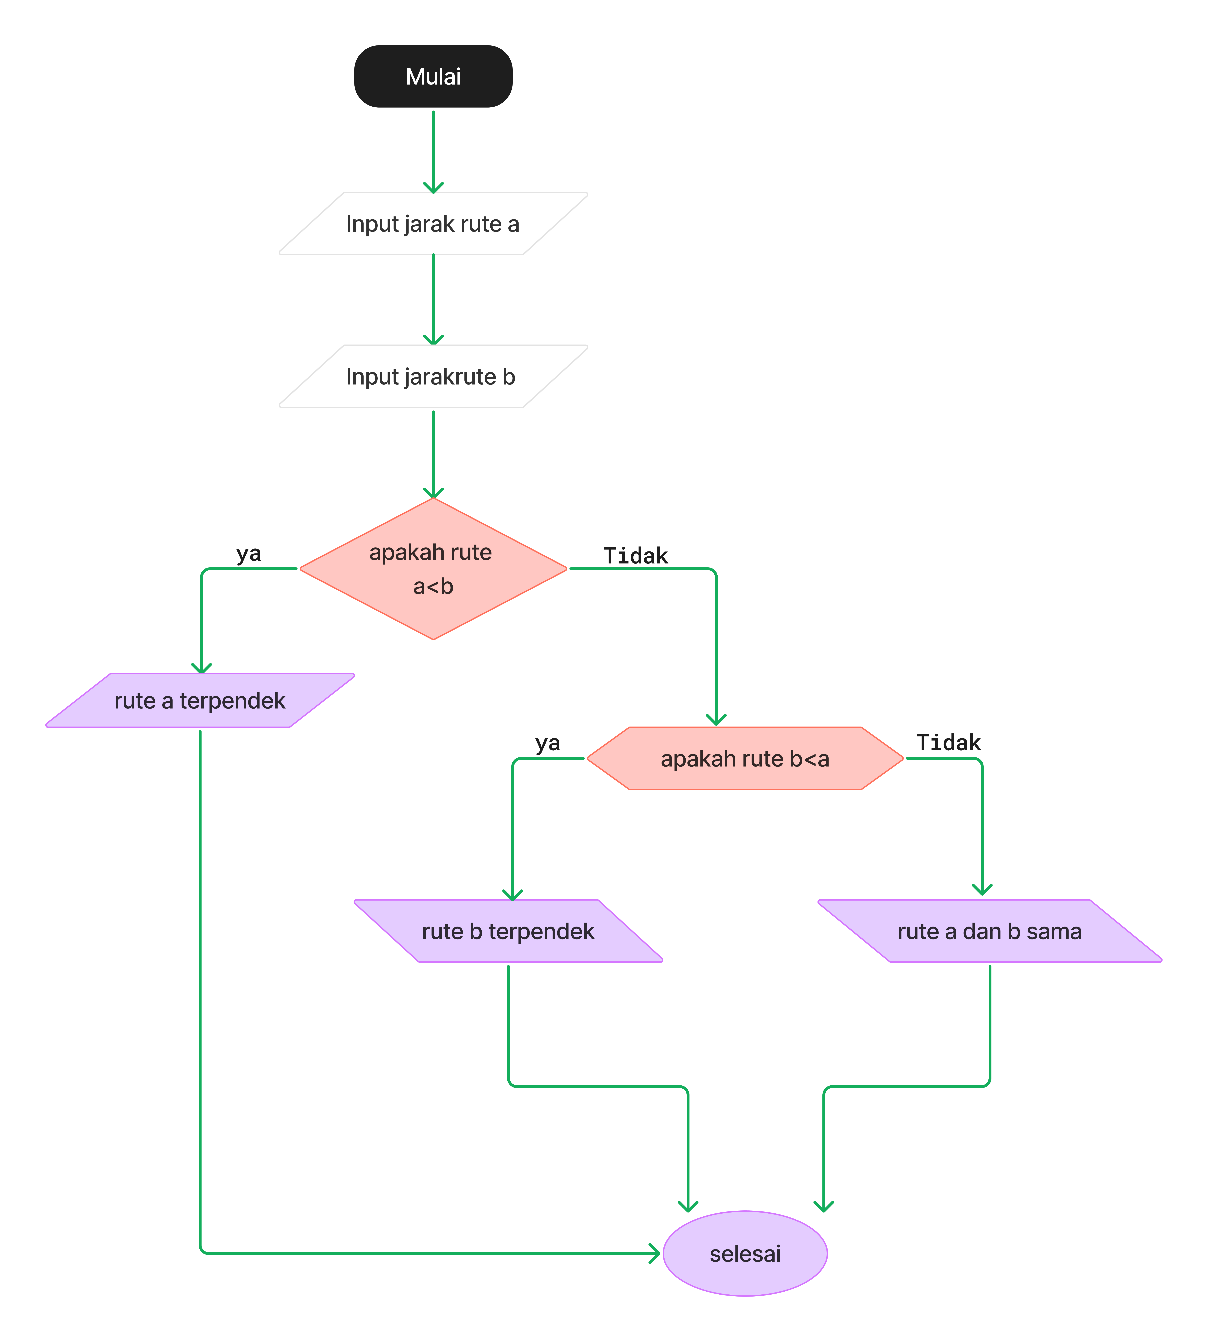 Mulai
Input jarak rute a
Input jarakrute b
apakah rute
a<b
ya
Tidak
rute a terpendek
apakah rute b<a
ya
Tidak
rute b terpendek
rute a dan b sama
selesai